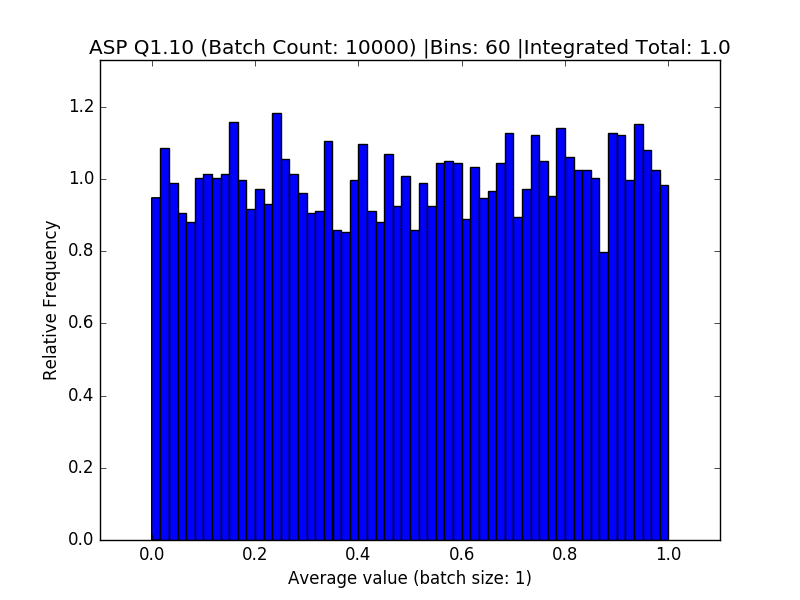 ASP Q1.10 (Batch Count: 10000) |Bins: 60 |Integrated Total: 1.0
1.2
1.0
0.8
0.6
0.4
0.2
0.0
Relative Frequency
0.0 0.2 0.4 0.6 0.8 1.0
Average value (batch size: 1)